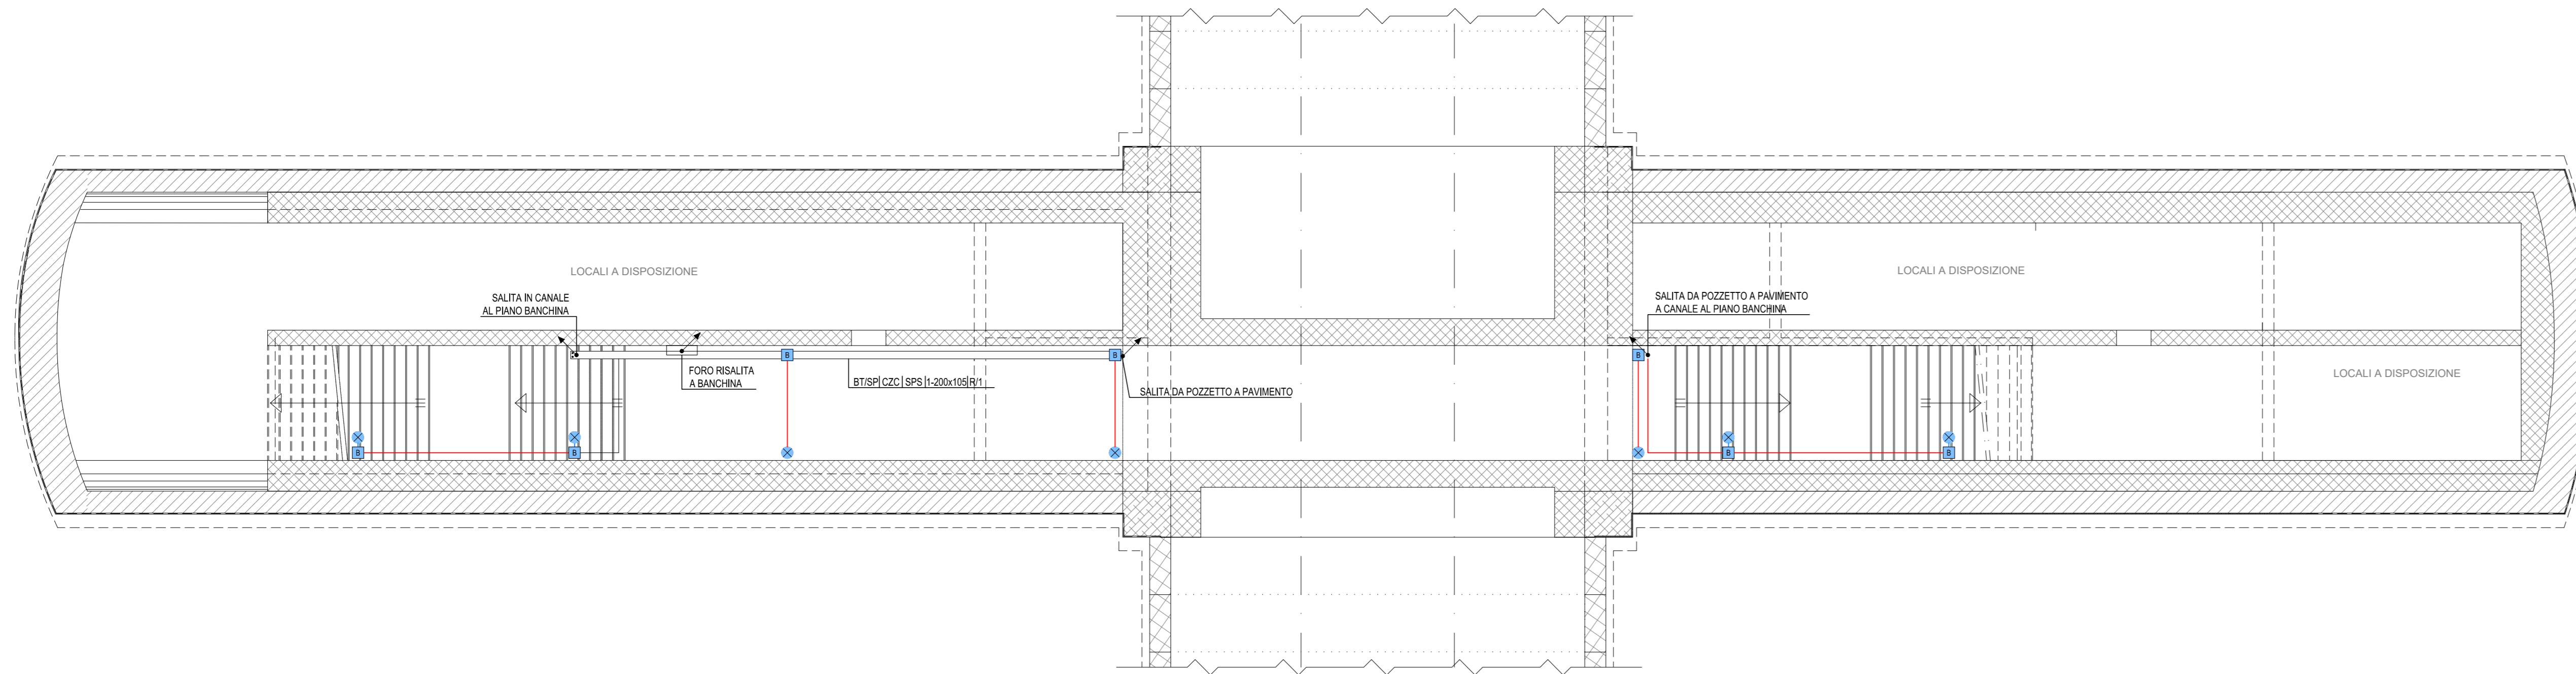 LOCALI A DISPOSIZIONE
LOCALI A DISPOSIZIONE
SALITA IN CANALE
AL PIANO BANCHINA
SALITA DA POZZETTO A PAVIMENTO
A CANALE AL PIANO BANCHINA
B
B
B
FORO RISALITA
A BANCHINA
BT/SP|CZC|SPS|1-200x105|R/1
SALITA DA POZZETTO A PAVIMENTO
LOCALI A DISPOSIZIONE
B
B
B
B